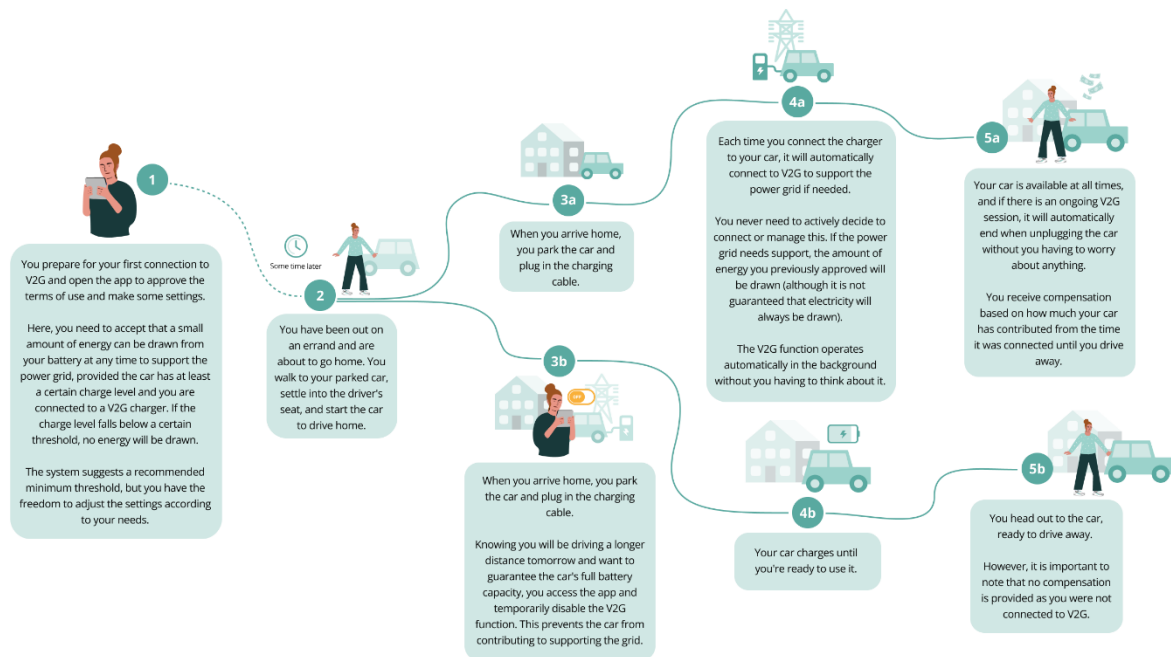 1
You prepare for your first connection to
V2G and open the app to approve the
terms of use and make some settings.
Here, you need to accept that a small
amount of energy can be drawn from
your battery at any time to support the
power grid, provided the car has at least
a certain charge level and you are
connected to a V2G charger. If the
charge level falls below a certain
threshold, no energy will be drawn.
The system suggests a recommended
minimum threshold, but you have the
freedom to adjust the settings according
to your needs.
Some time later
2
You have been out on
an errand and are
about to go home. You
walk to your parked car,
settle into the driver's
seat, and start the car
to drive home.
3a
When you arrive home,
you park the car and
plug in the charging
cable.
4a
Each time you connect the charger
to your car, it will automatically
connect to V2G to support the
power grid if needed.
You never need to actively decide to
connect or manage this. If the power
grid needs support, the amount of
energy you previously approved will
be drawn (although it is not
guaranteed that electricity will
always be drawn).
The V2G function operates
automatically in the background
without you having to think about it.
5a
Your car is available at all times,
and if there is an ongoing V2G
session, it will automatically
end when unplugging the car
without you having to worry
about anything.
You receive compensation
based on how much your car
has contributed from the time
it was connected until you drive
away.
3b
OFF
When you arrive home, you park
the car and plug in the charging
cable.
Knowing you will be driving a longer
distance tomorrow and want to
guarantee the car's full battery
capacity, you access the app and
temporarily disable the V2G
function. This prevents the car from
contributing to supporting the grid.
4b
Your car charges until
you're ready to use it.
5b
You head out to the car,
ready to drive away.
However, it is important to
note that no compensation
is provided as you were not
connected to V2G.